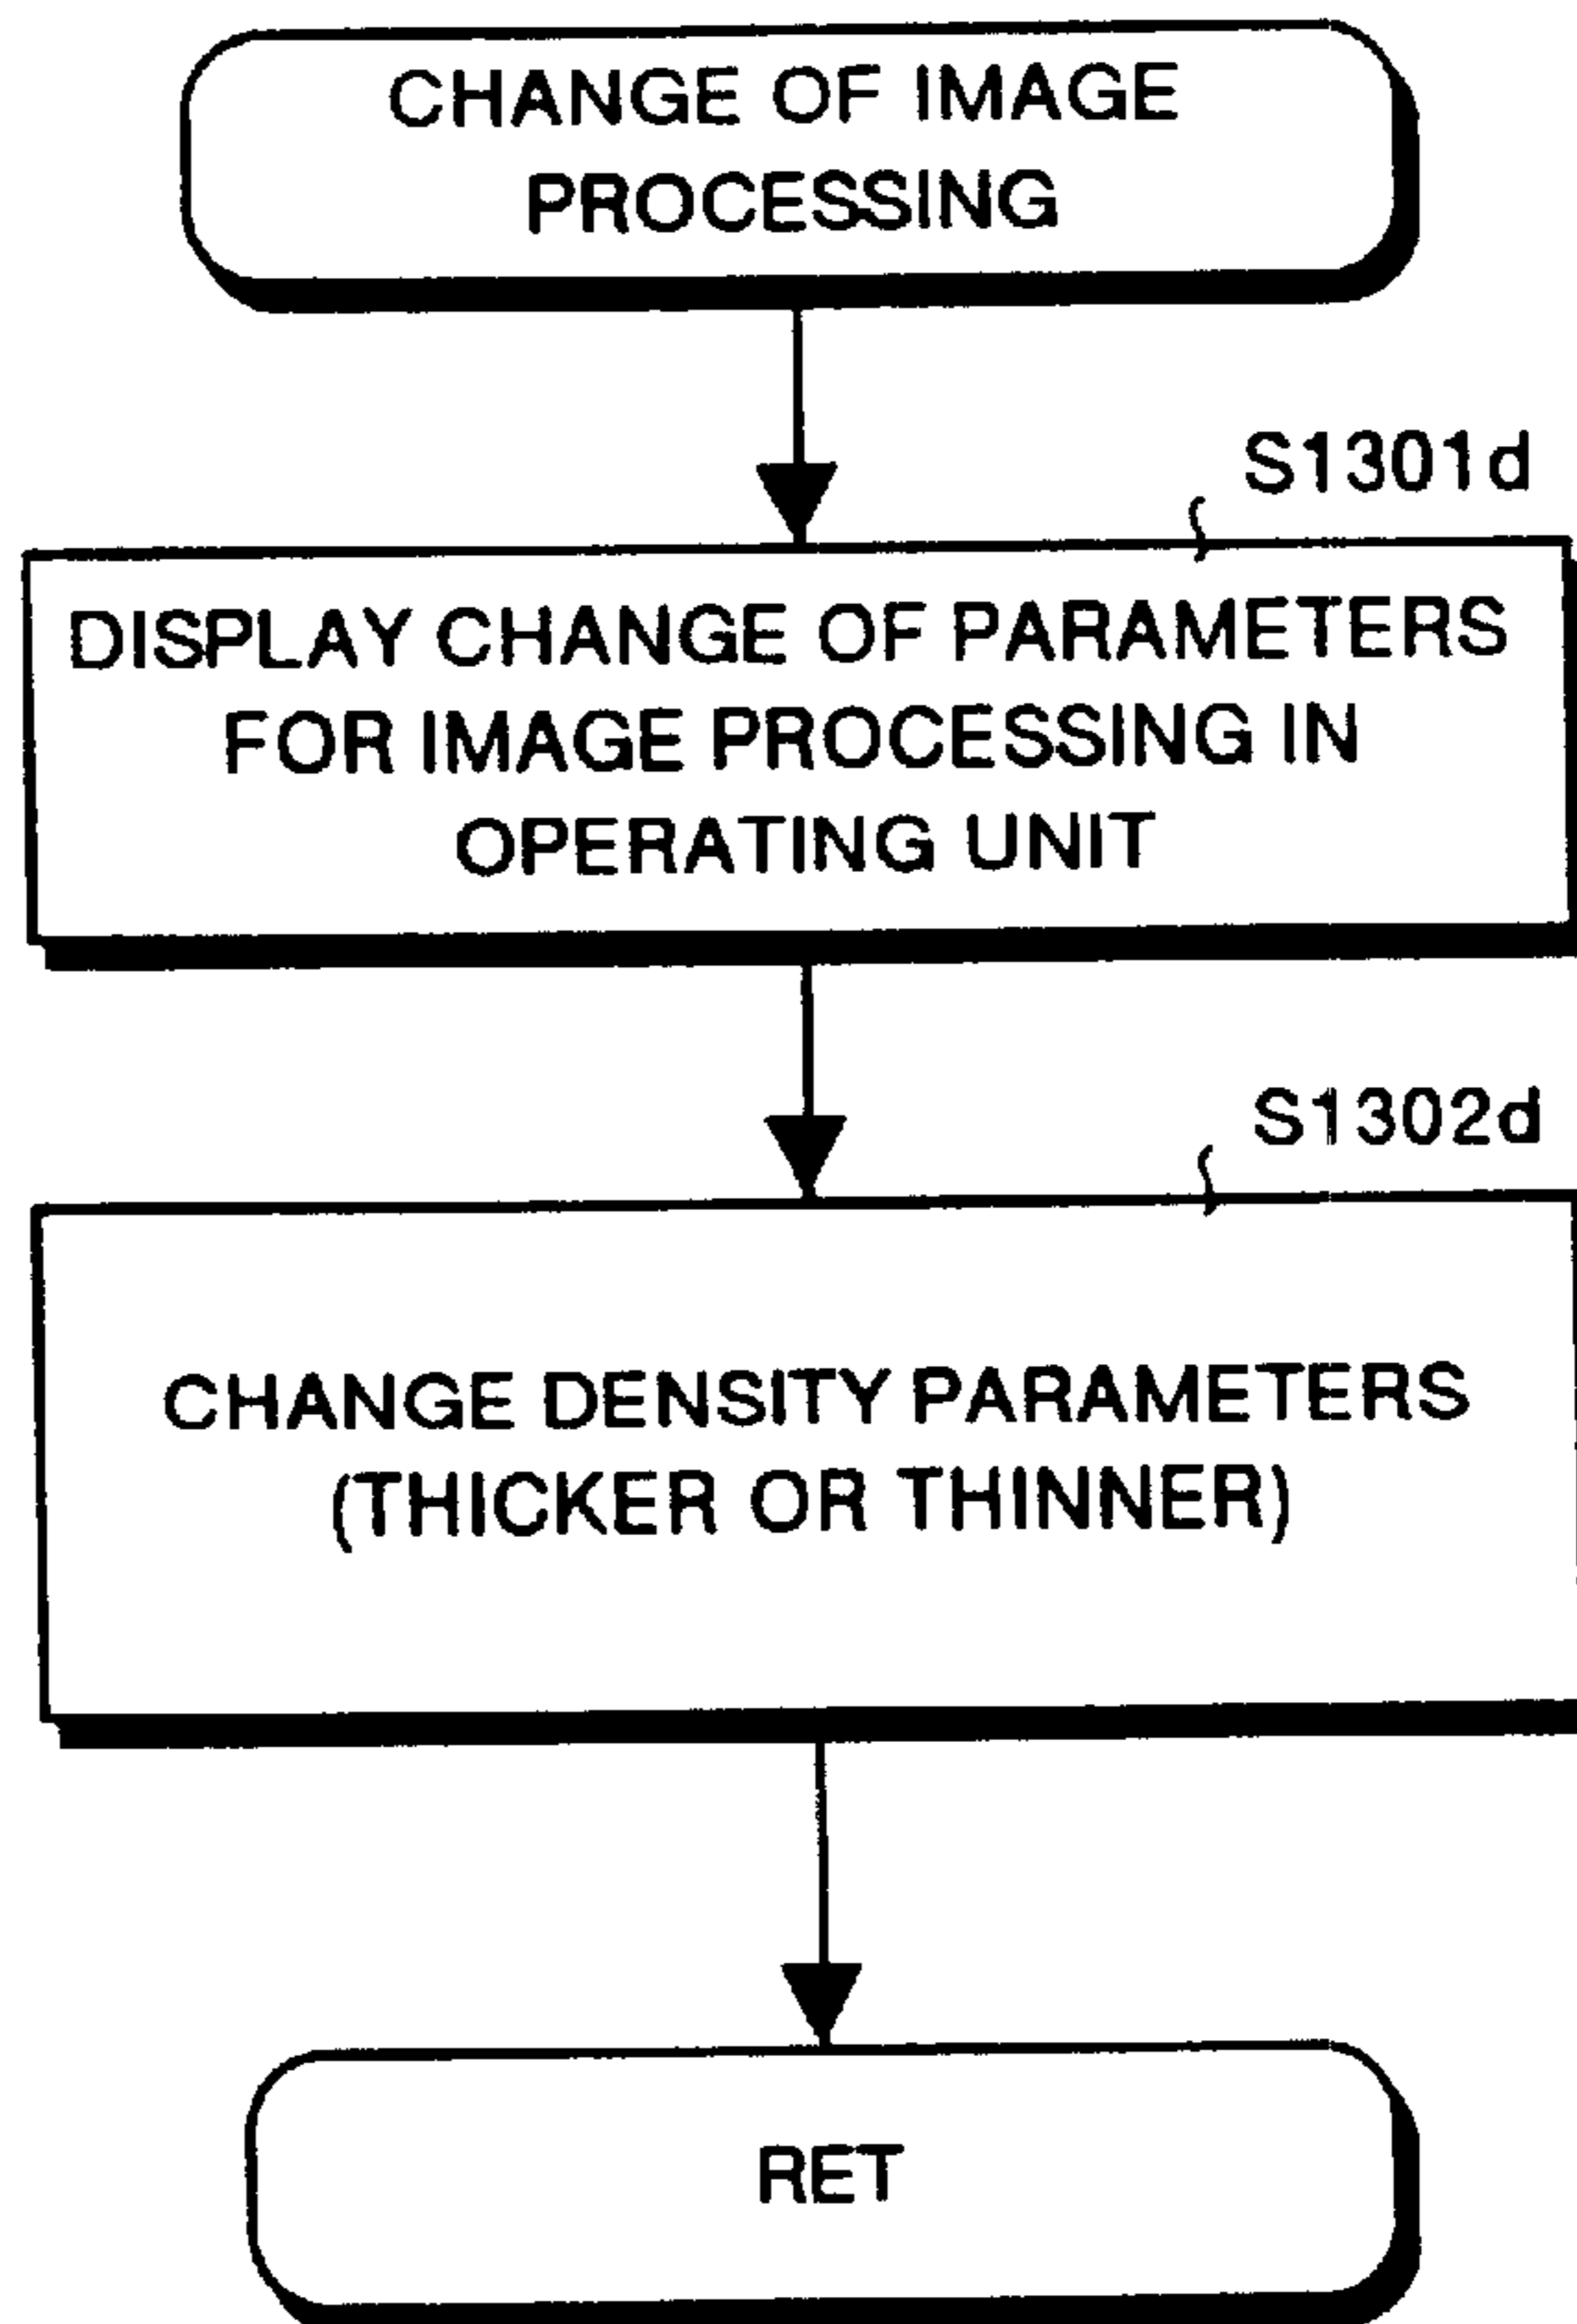 CHANGE OF IMAGE
PROCESSING
S1301d
DISPLAY CHANGE OF PARAMETERS
FOR IMAGE PROCESSING IN
OPERATING UNIT
S1302d
CHANGE DENSITY PARAMETERS
(THICKER OR THINNER)
RET